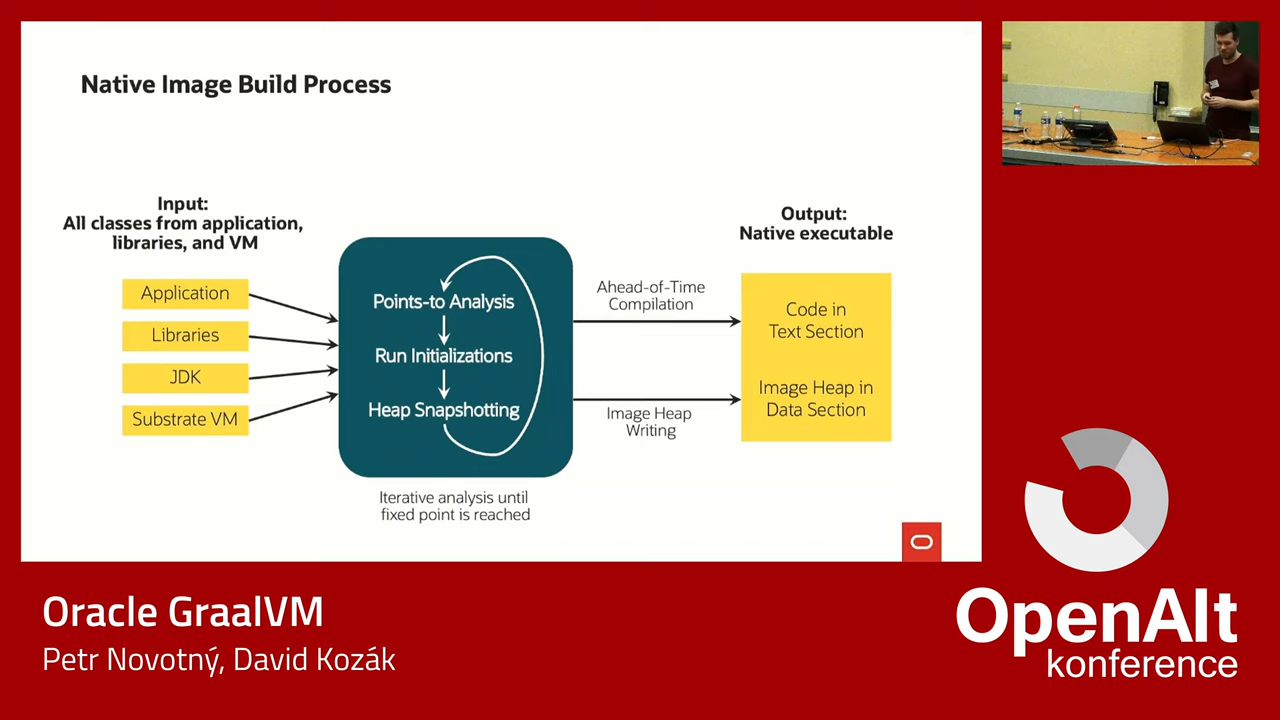 Native Image Build Process
Input:
All classes from application,
libraries, and VM
Application
Libraries
JDK
Substrate VM
Points-to Analysis
Run Initializations
Heap Snapshotting
Iterative analysis until
fixed point is reached
Ahead-of-Time
Compilation
Image Heap
Writing
Output:
Native executable
Code in
Text Section
Image Heap in
Data Section
Oracle GraalVM
Petr Novotný, David Kozák
OpenAlt
konference